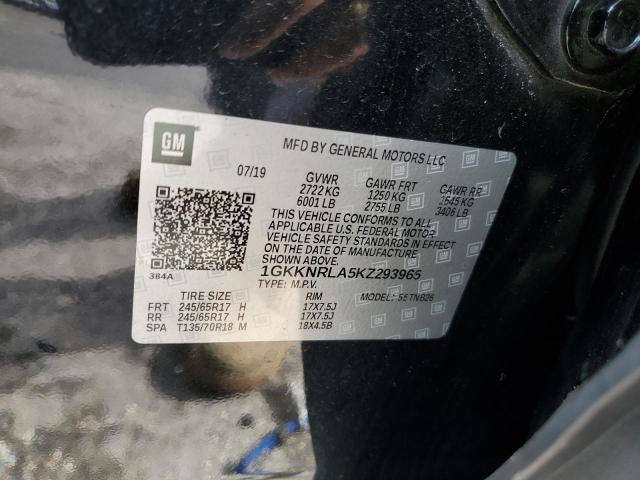 GM
MFD BY GENERAL MOTORS LLC
07/19 GVWR GAWR FRT GAWR RR
2722 KG 1250 KG 1545 KG
6001 LB 2755 LB 3406 LB
THIS VEHICLE CONFORMS TO ALL
APPLICABLE U.S. FEDERAL MOTOR
VEHICLE SAFETY STANDARDS IN EFFECT
ON THE DATE OF MANUFACTURE
SHOWN ABOVE.
384A
1GKKNRLA5KZ293965
TYPE: M.P.V. MODEL:
TIRE SIZE RIM
FRT 245/65R17 H 17X7.5J
RR 245/65R17 H 17X7.5J
SPA T135/70R18 M 18X4.5B